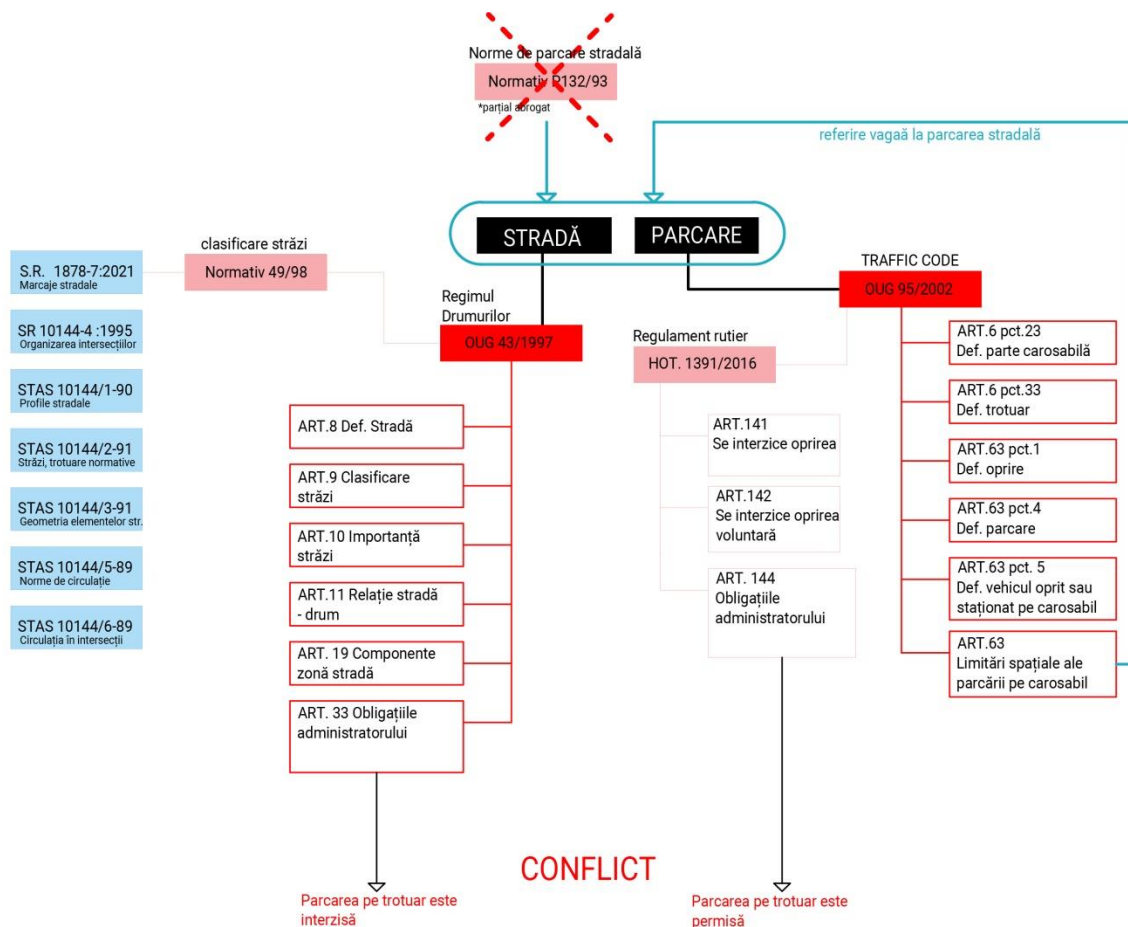 Norme de parcare stradală
Normativ P132/93
*parțial abrogat
referire vagaă la parcarea stradală
STRADĂ
PARCARE
clasificare străzi
Normativ 49/98
S.R. 1878-7:2021
Marcaje stradale
SR 10144-4 :1995
Organizarea intersecțiilor
STAS 10144/1-90
Profile stradale
STAS 10144/2-91
Străzi, trotuare normative
STAS 10144/3-91
Geometria elementelor str.
STAS 10144/5-89
Norme de circulație
STAS 10144/6-89
Circulația în intersecții
Regimul
Drumurilor
OUG 43/1997
ART.8 Def. Stradă
ART.9 Clasificare
străzi
ART.10 Importanță
străzi
ART.11 Relație stradă
- drum
ART. 19 Componente
zonă stradă
ART. 33 Obligațiile
administratorului
Regulament rutier
HOT. 1391/2016
ART.141
Se interzice oprirea
ART.142
Se interzice oprirea
voluntară
ART. 144
Obligațiile
administratorului
TRAFFIC CODE
OUG 95/2002
ART.6 pct.23
Def. parte carosabilă
ART.6 pct.33
Def. trotuar
ART.63 pct.1
Def. oprire
ART.63 pct.4
Def. parcare
ART.63 pct. 5
Def. vehicul oprit sau
staționat pe carosabil
ART.63
Limitări spațiale ale
parcării pe carosabil
CONFLICT
Parcarea pe trotuar este
interzisă
Parcarea pe trotuar este
permisă